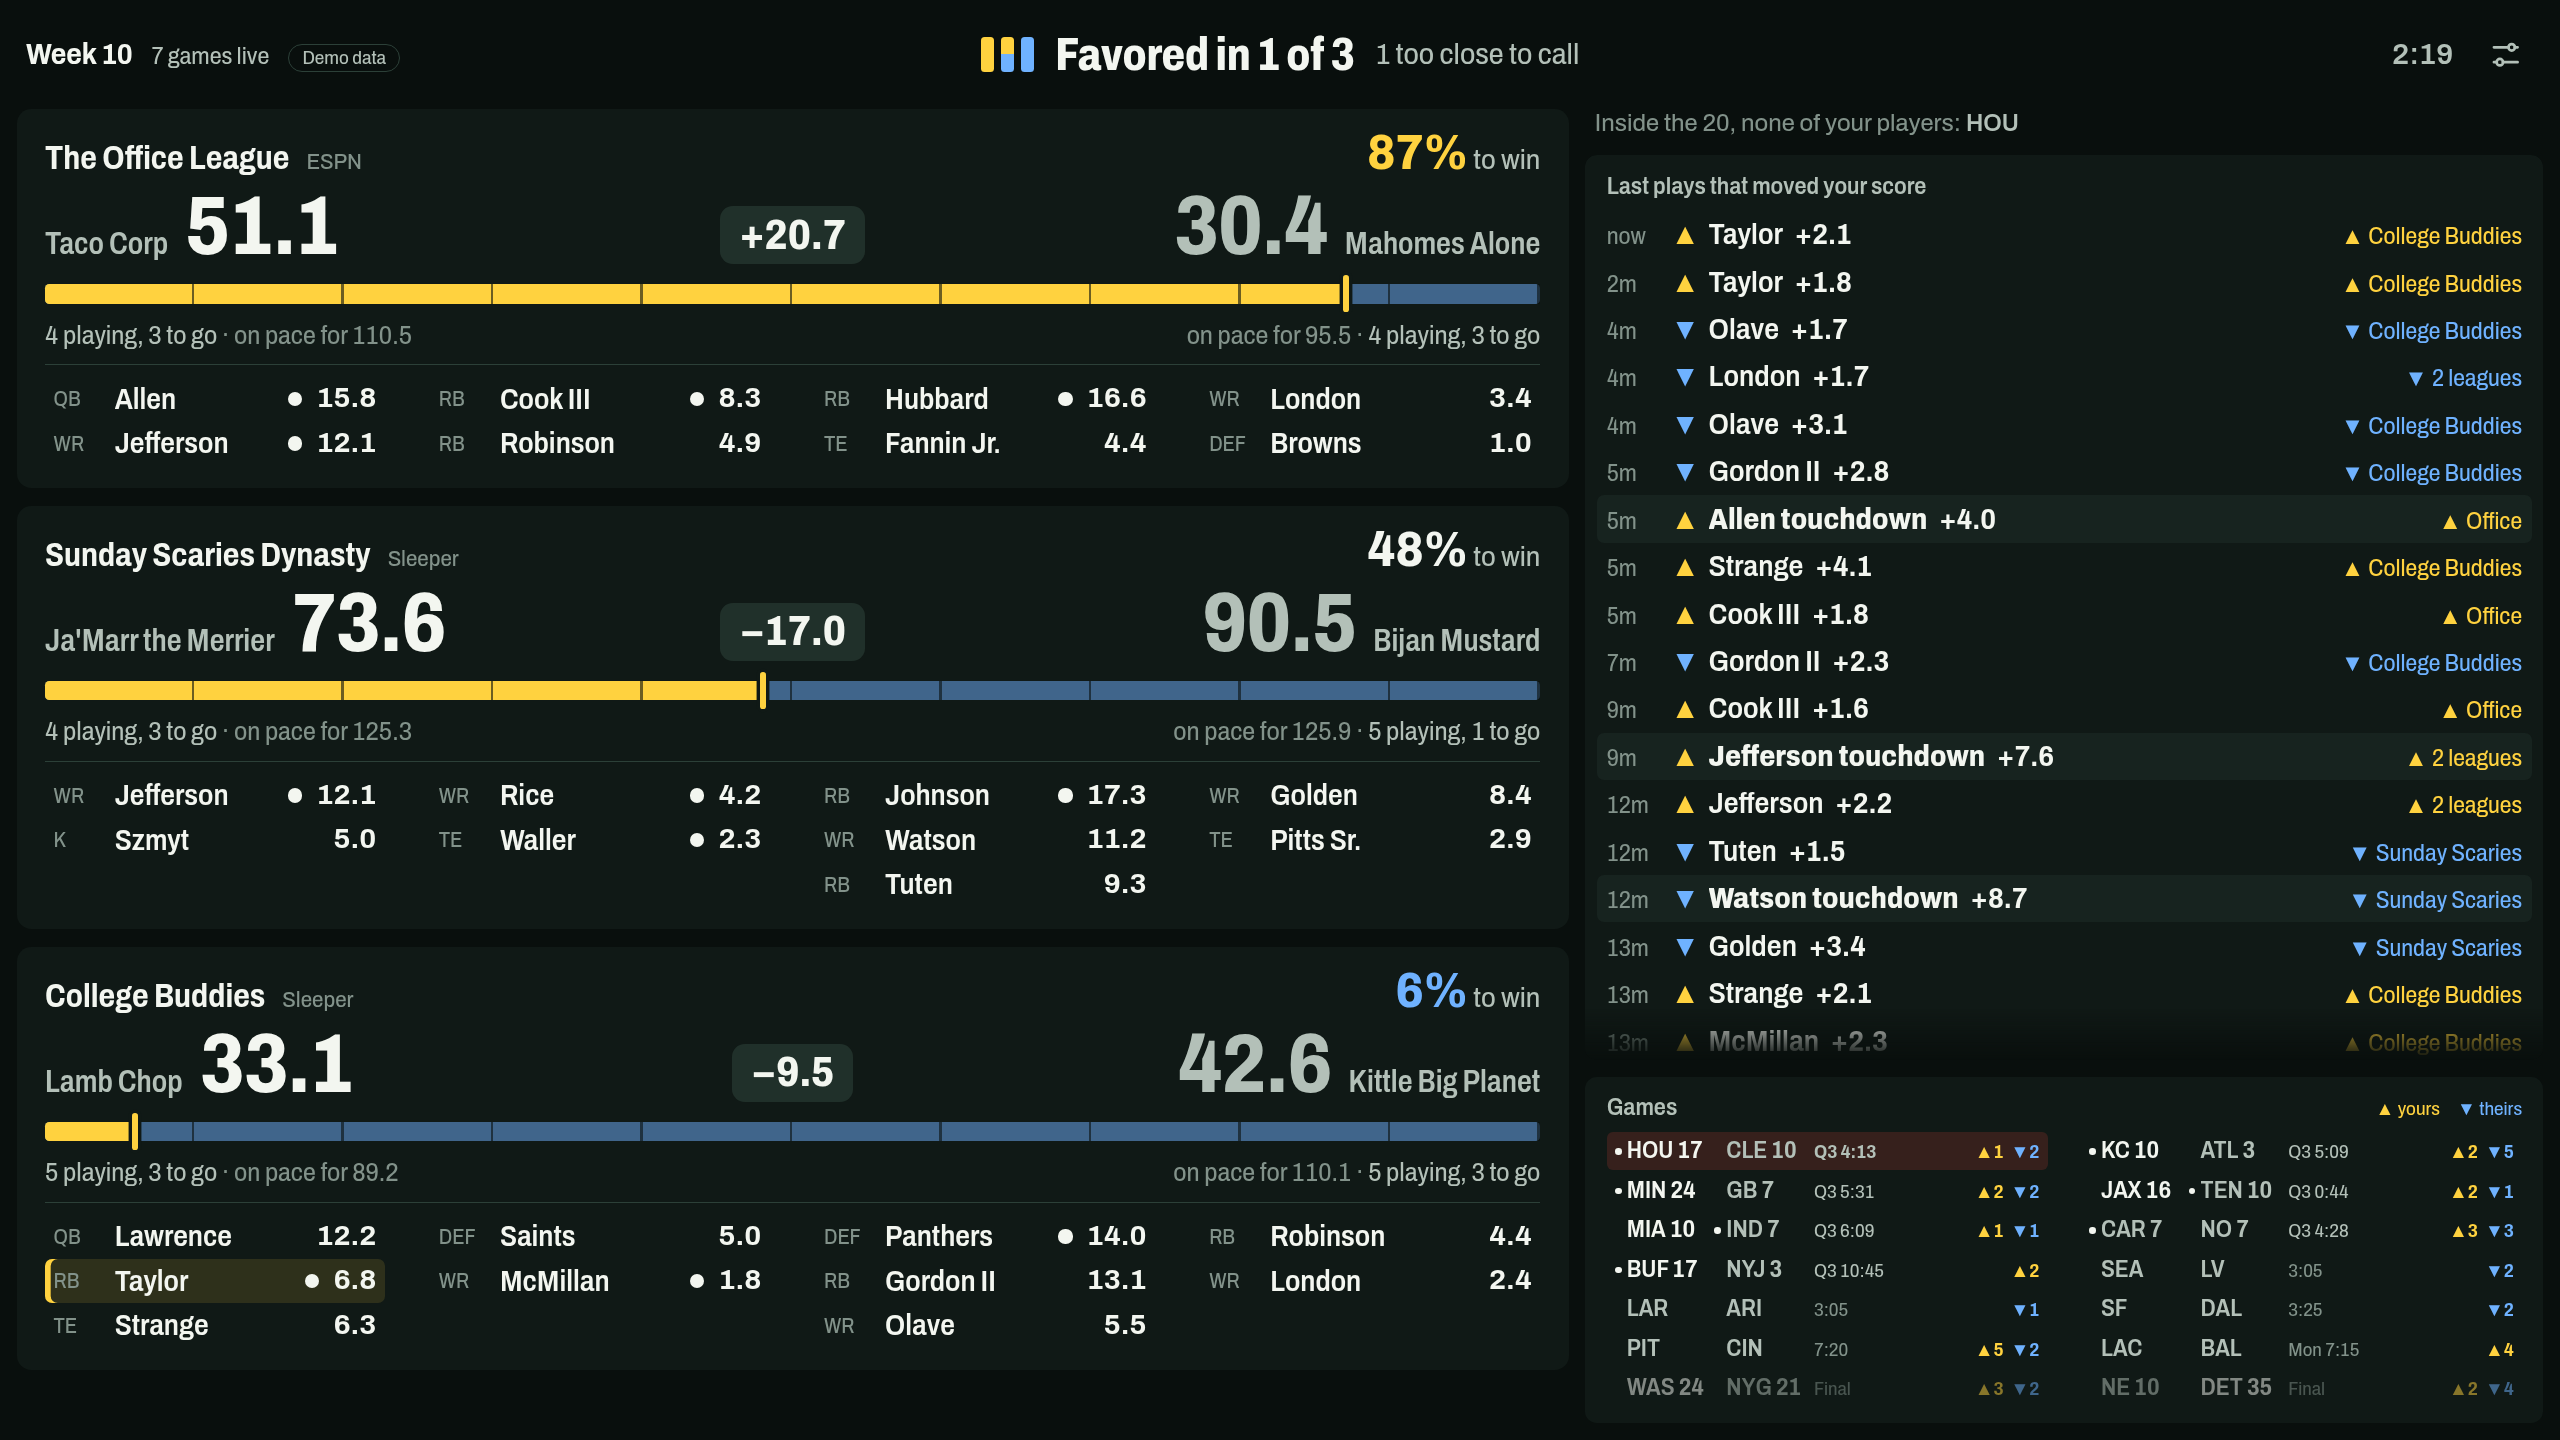 Week 10 7 games live Demo data
Favored in 1 of 3 1 too close to call
2:19
The Office League ESPN 87% to win
Taco Corp 51.1 +20.7 30.4 Mahomes Alone
4 playing, 3 to go · on pace for 110.5 on pace for 95.5 · 4 playing, 3 to go
QB Allen 15.8 RB Cook III 8.3 RB Hubbard 16.6 WR London 3.4
WR Jefferson 12.1 RB Robinson 4.9 TE Fannin Jr. 4.4 DEF Browns 1.0
Sunday Scaries Dynasty Sleeper 48% to win
Ja'Marr the Merrier 73.6 −17.0 90.5 Bijan Mustard
4 playing, 3 to go · on pace for 125.3 on pace for 125.9 · 5 playing, 1 to go
WR Jefferson 12.1 WR Rice 4.2 RB Johnson 17.3 WR Golden 8.4
K Szmyt 5.0 TE Waller 2.3 WR Watson 11.2 TE Pitts Sr. 2.9
RB Tuten 9.3
College Buddies Sleeper 6% to win
Lamb Chop 33.1 −9.5 42.6 Kittle Big Planet
5 playing, 3 to go · on pace for 89.2 on pace for 110.1 · 5 playing, 3 to go
QB Lawrence 12.2 DEF Saints 5.0 DEF Panthers 14.0 RB Robinson 4.4
RB Taylor 6.8 WR McMillan 1.8 RB Gordon II 13.1 WR London 2.4
TE Strange 6.3 WR Olave 5.5
Inside the 20, none of your players: HOU
Last plays that moved your score
now ▲ Taylor +2.1 ▲ College Buddies
2m ▲ Taylor +1.8 ▲ College Buddies
4m ▼ Olave +1.7 ▼ College Buddies
4m ▼ London +1.7 ▼ 2 leagues
4m ▼ Olave +3.1 ▼ College Buddies
5m ▼ Gordon II +2.8 ▼ College Buddies
5m ▲ Allen touchdown +4.0 ▲ Office
5m ▲ Strange +4.1 ▲ College Buddies
5m ▲ Cook III +1.8 ▲ Office
7m ▼ Gordon II +2.3 ▼ College Buddies
9m ▲ Cook III +1.6 ▲ Office
9m ▲ Jefferson touchdown +7.6 ▲ 2 leagues
12m ▲ Jefferson +2.2 ▲ 2 leagues
12m ▼ Tuten +1.5 ▼ Sunday Scaries
12m ▼ Watson touchdown +8.7 ▼ Sunday Scaries
13m ▼ Golden +3.4 ▼ Sunday Scaries
13m ▲ Strange +2.1 ▲ College Buddies
13m ▲ McMillan +2.3 ▲ College Buddies
Games ▲ yours ▼ theirs
HOU 17 CLE 10 Q3 4:13 ▲1 ▼2 KC 10 ATL 3 Q3 5:09 ▲2 ▼5
MIN 24 GB 7 Q3 5:31 ▲2 ▼2 JAX 16 TEN 10 Q3 0:44 ▲2 ▼1
MIA 10 IND 7 Q3 6:09 ▲1 ▼1 CAR 7 NO 7 Q3 4:28 ▲3 ▼3
BUF 17 NYJ 3 Q3 10:45 ▲2 SEA LV 3:05 ▼2
LAR ARI 3:05 ▼1 SF DAL 3:25 ▼2
PIT CIN 7:20 ▲5 ▼2 LAC BAL Mon 7:15 ▲4
WAS 24 NYG 21 Final ▲3 ▼2 NE 10 DET 35 Final ▲2 ▼4